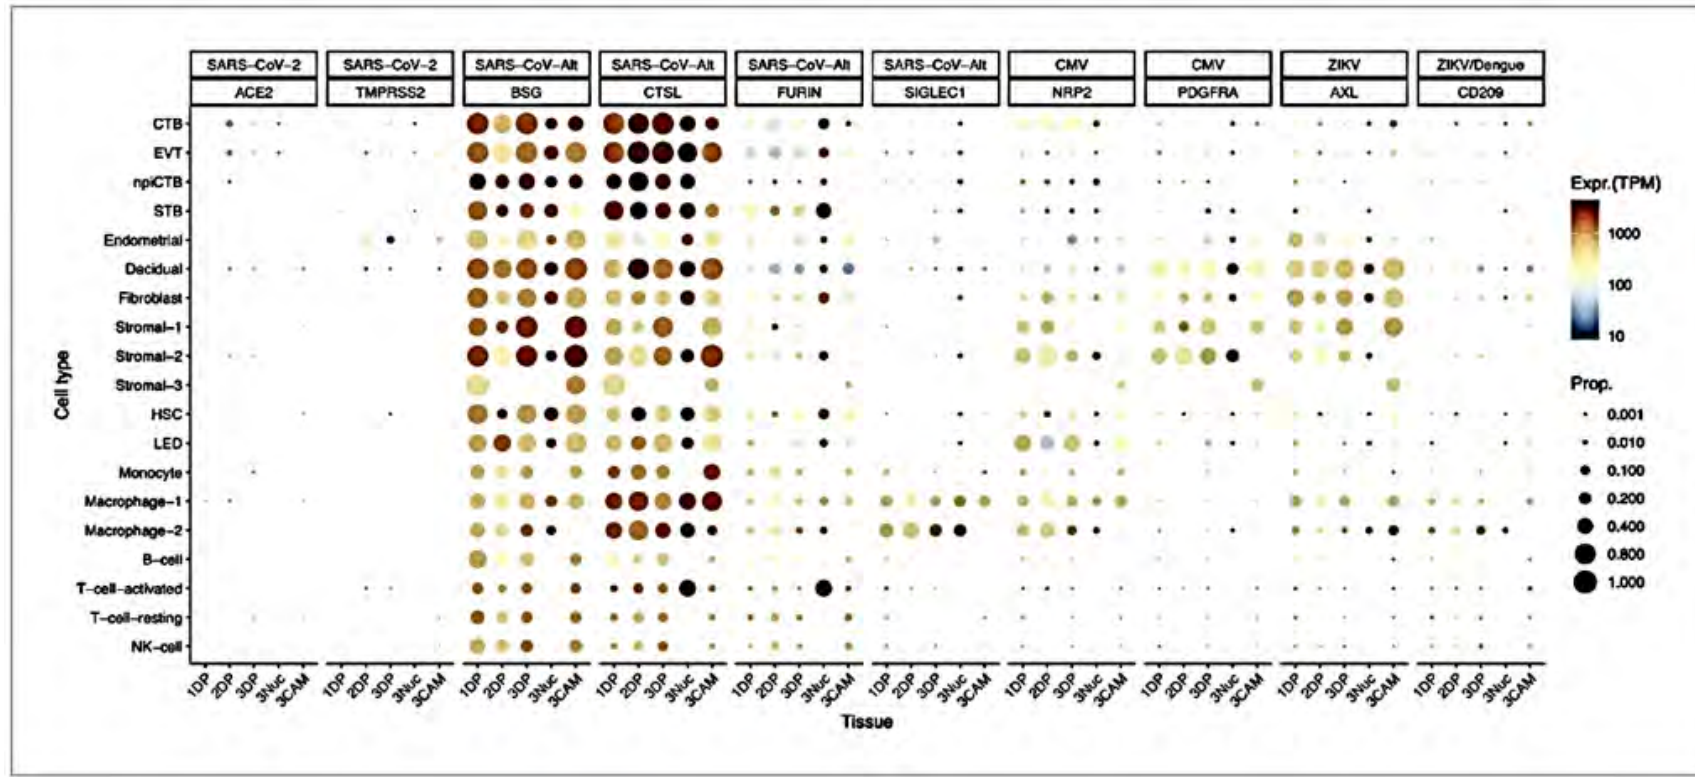 SARS-CoV-2 SARS-CoV-2 SARS-CoV-Alt SARS-CoV-Alt SARS-CoV-Alt SARS-CoV-Alt CMV CMV ZIKV ZIKV/Dengue
ACE2 TMPRSS2 BSG CTSL FURIN SIGLEC1 NRP2 PDGFRA AXL CD209
Cell type
CTB
EVT
npiCTB
STB
Endometrial
Decidual
Fibroblast
Stromal-1
Stromal-2
Stromal-3
HSC
LED
Monocyte
Macrophage-1
Macrophage-2
B-cell
T-cell-activated
T-cell-resting
NK-cell
1DP 2DP 3DP 3Nuc 3CAM 1DP 2DP 3DP 3Nuc 3CAM 1DP 2DP 3DP 3Nuc 3CAM 1DP 2DP 3DP 3Nuc 3CAM 1DP 2DP 3DP 3Nuc 3CAM 1DP 2DP 3DP 3Nuc 3CAM 1DP 2DP 3DP 3Nuc 3CAM 1DP 2DP 3DP 3Nuc 3CAM 1DP 2DP 3DP 3Nuc 3CAM 1DP 2DP 3DP 3Nuc 3CAM
Tissue
Expr.(TPM)
1000
100
10
Prop.
0.001
0.010
0.100
0.200
0.400
0.800
1.000